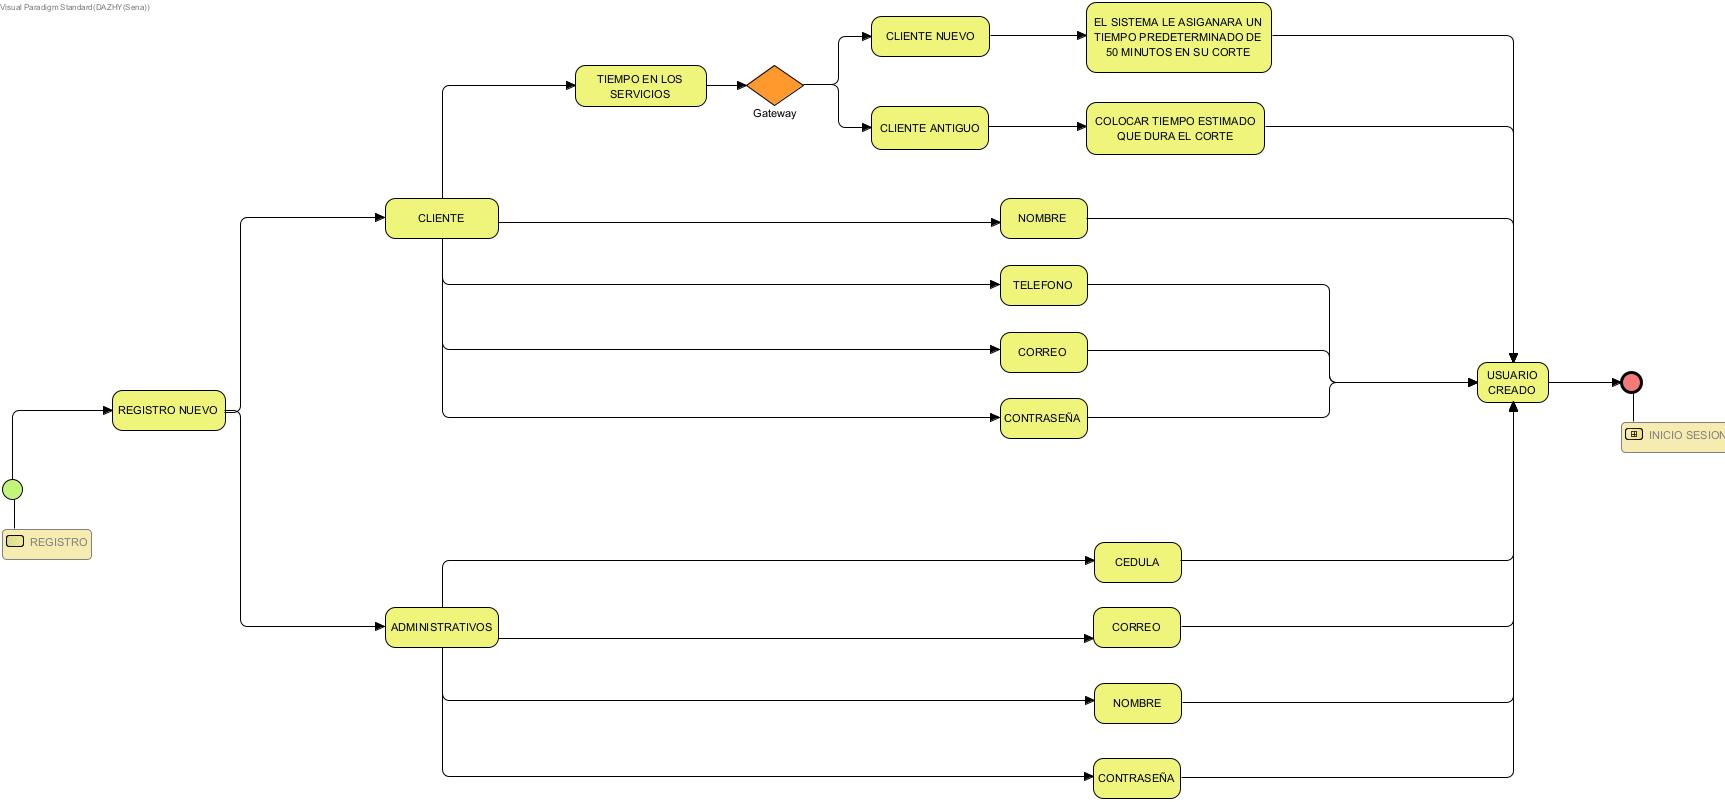 Visual Paradigm Standard(DAZHY(Sena))
CLIENTE NUEVO
EL SISTEMA LE ASIGANARA UN
TIEMPO PREDETERMINADO DE
50 MINUTOS EN SU CORTE
TIEMPO EN LOS
SERVICIOS
Gateway
CLIENTE ANTIGUO
COLOCAR TIEMPO ESTIMADO
QUE DURA EL CORTE
CLIENTE
NOMBRE
TELEFONO
CORREO
CONTRASEÑA
REGISTRO NUEVO
USUARIO
CREADO
INICIO SESION
REGISTRO
CEDULA
ADMINISTRATIVOS
CORREO
NOMBRE
CONTRASEÑA